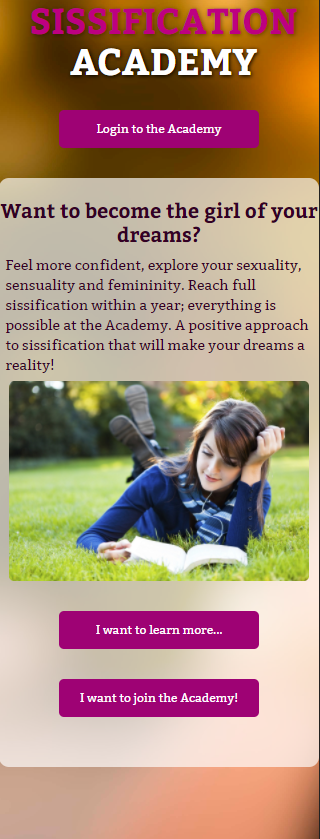 SISSIFICATION
ACADEMY
Login to the Academy
Want to become the girl of your
dreams?
Feel more confident, explore your sexuality,
sensuality and femininity. Reach full
sissification within a year; everything is
possible at the Academy. A positive approach
to sissification that will make your dreams a
reality!
I want to learn more...
I want to join the Academy!